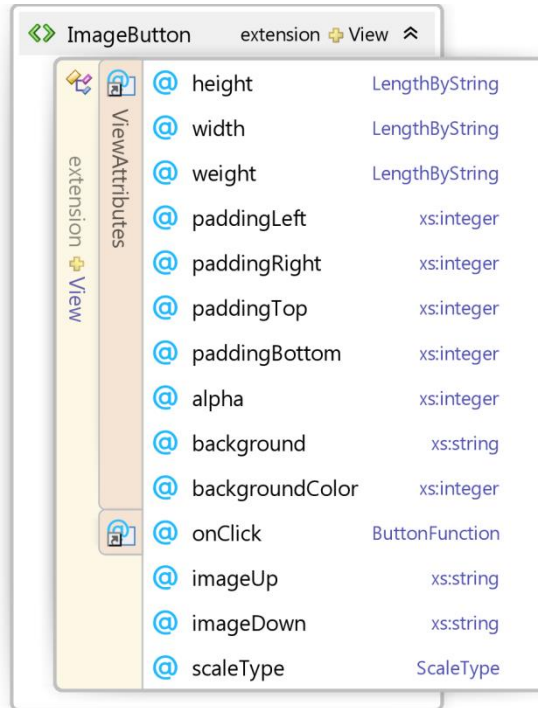 ImageButton extension View
extension View
ViewAttributes
height LengthByString
width LengthByString
weight LengthByString
paddingLeft xs:integer
paddingRight xs:integer
paddingTop xs:integer
paddingBottom xs:integer
alpha xs:integer
background xs:string
backgroundColor xs:integer
onClick ButtonFunction
imageUp xs:string
imageDown xs:string
scaleType ScaleType